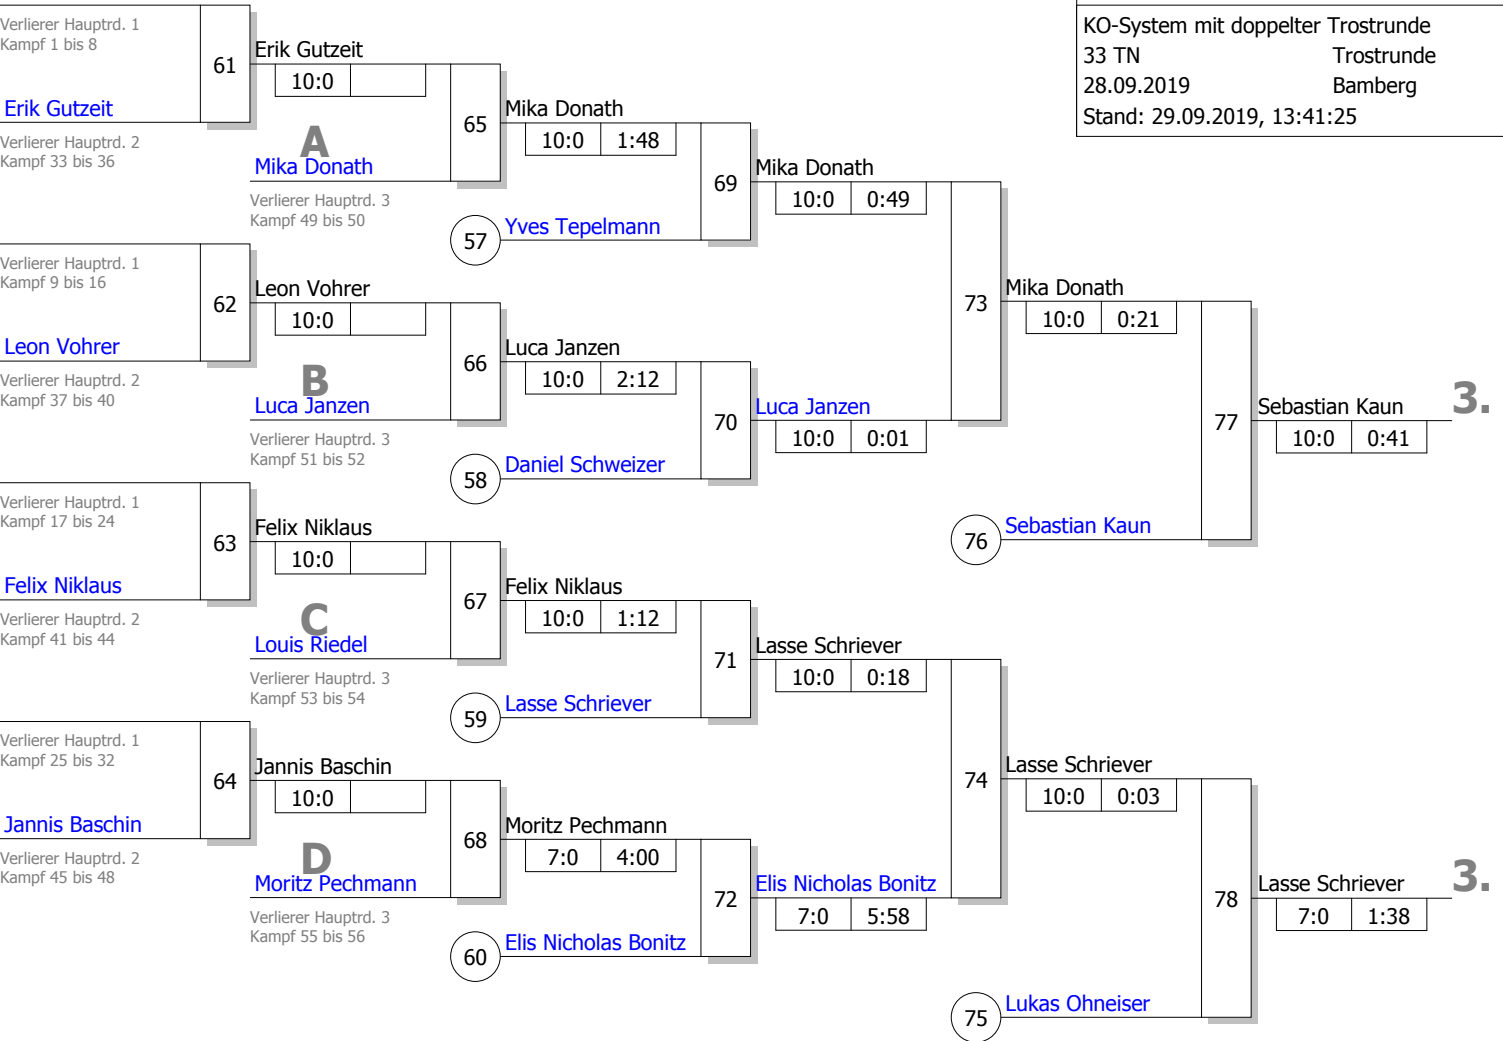 KO-System mit doppelter Trostrunde
33 TN Trostrunde
28.09.2019 Bamberg
Stand: 29.09.2019, 13:41:25
Verlierer Hauptrd. 1
Kampf 1 bis 8
61
Erik Gutzeit
10:0
Erik Gutzeit
Verlierer Hauptrd. 2
Kampf 33 bis 36
A
Mika Donath
Verlierer Hauptrd. 3
Kampf 49 bis 50
65
Mika Donath
10:0 1:48
57
Yves Tepelmann
69
Mika Donath
10:0 0:49
Verlierer Hauptrd. 1
Kampf 9 bis 16
62
Leon Vohrer
10:0
Leon Vohrer
Verlierer Hauptrd. 2
Kampf 37 bis 40
B
Luca Janzen
Verlierer Hauptrd. 3
Kampf 51 bis 52
66
Luca Janzen
10:0 2:12
58
Daniel Schweizer
70
Luca Janzen
10:0 0:01
73
Mika Donath
10:0 0:21
76
Sebastian Kaun
77
Sebastian Kaun
10:0 0:41
3.
Verlierer Hauptrd. 1
Kampf 17 bis 24
63
Felix Niklaus
10:0
Felix Niklaus
Verlierer Hauptrd. 2
Kampf 41 bis 44
C
Louis Riedel
Verlierer Hauptrd. 3
Kampf 53 bis 54
67
Felix Niklaus
10:0 1:12
59
Lasse Schriever
71
Lasse Schriever
10:0 0:18
Verlierer Hauptrd. 1
Kampf 25 bis 32
64
Jannis Baschin
10:0
Jannis Baschin
Verlierer Hauptrd. 2
Kampf 45 bis 48
D
Moritz Pechmann
Verlierer Hauptrd. 3
Kampf 55 bis 56
68
Moritz Pechmann
7:0 4:00
60
Elis Nicholas Bonitz
72
Elis Nicholas Bonitz
7:0 5:58
74
Lasse Schriever
10:0 0:03
75
Lukas Ohneiser
78
Lasse Schriever
7:0 1:38
3.